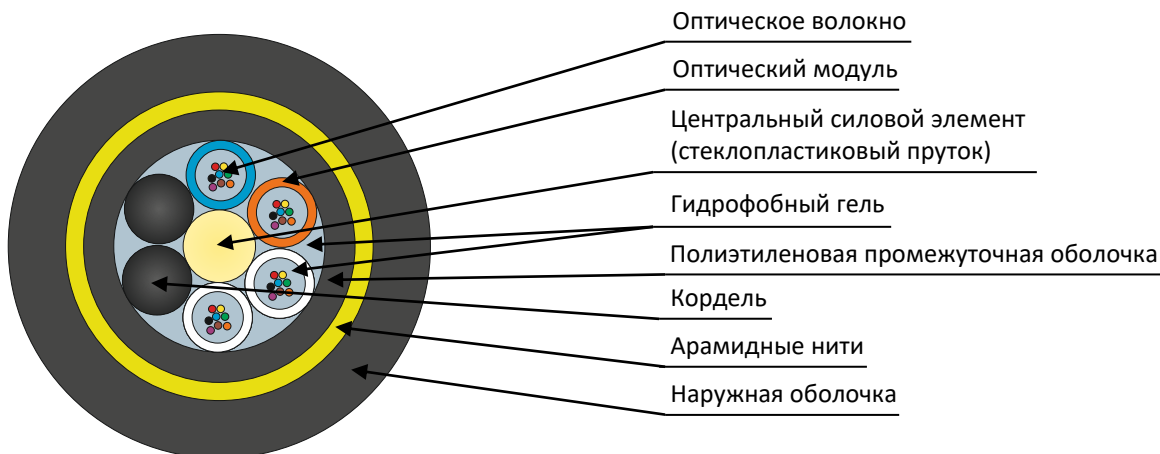 Оптическое волокно
Оптический модуль
Центральный силовой элемент
(стеклопластиковый пруток)
Гидрофобный гель
Полиэтиленовая промежуточная оболочка
Кордель
Арамидные нити
Наружная оболочка